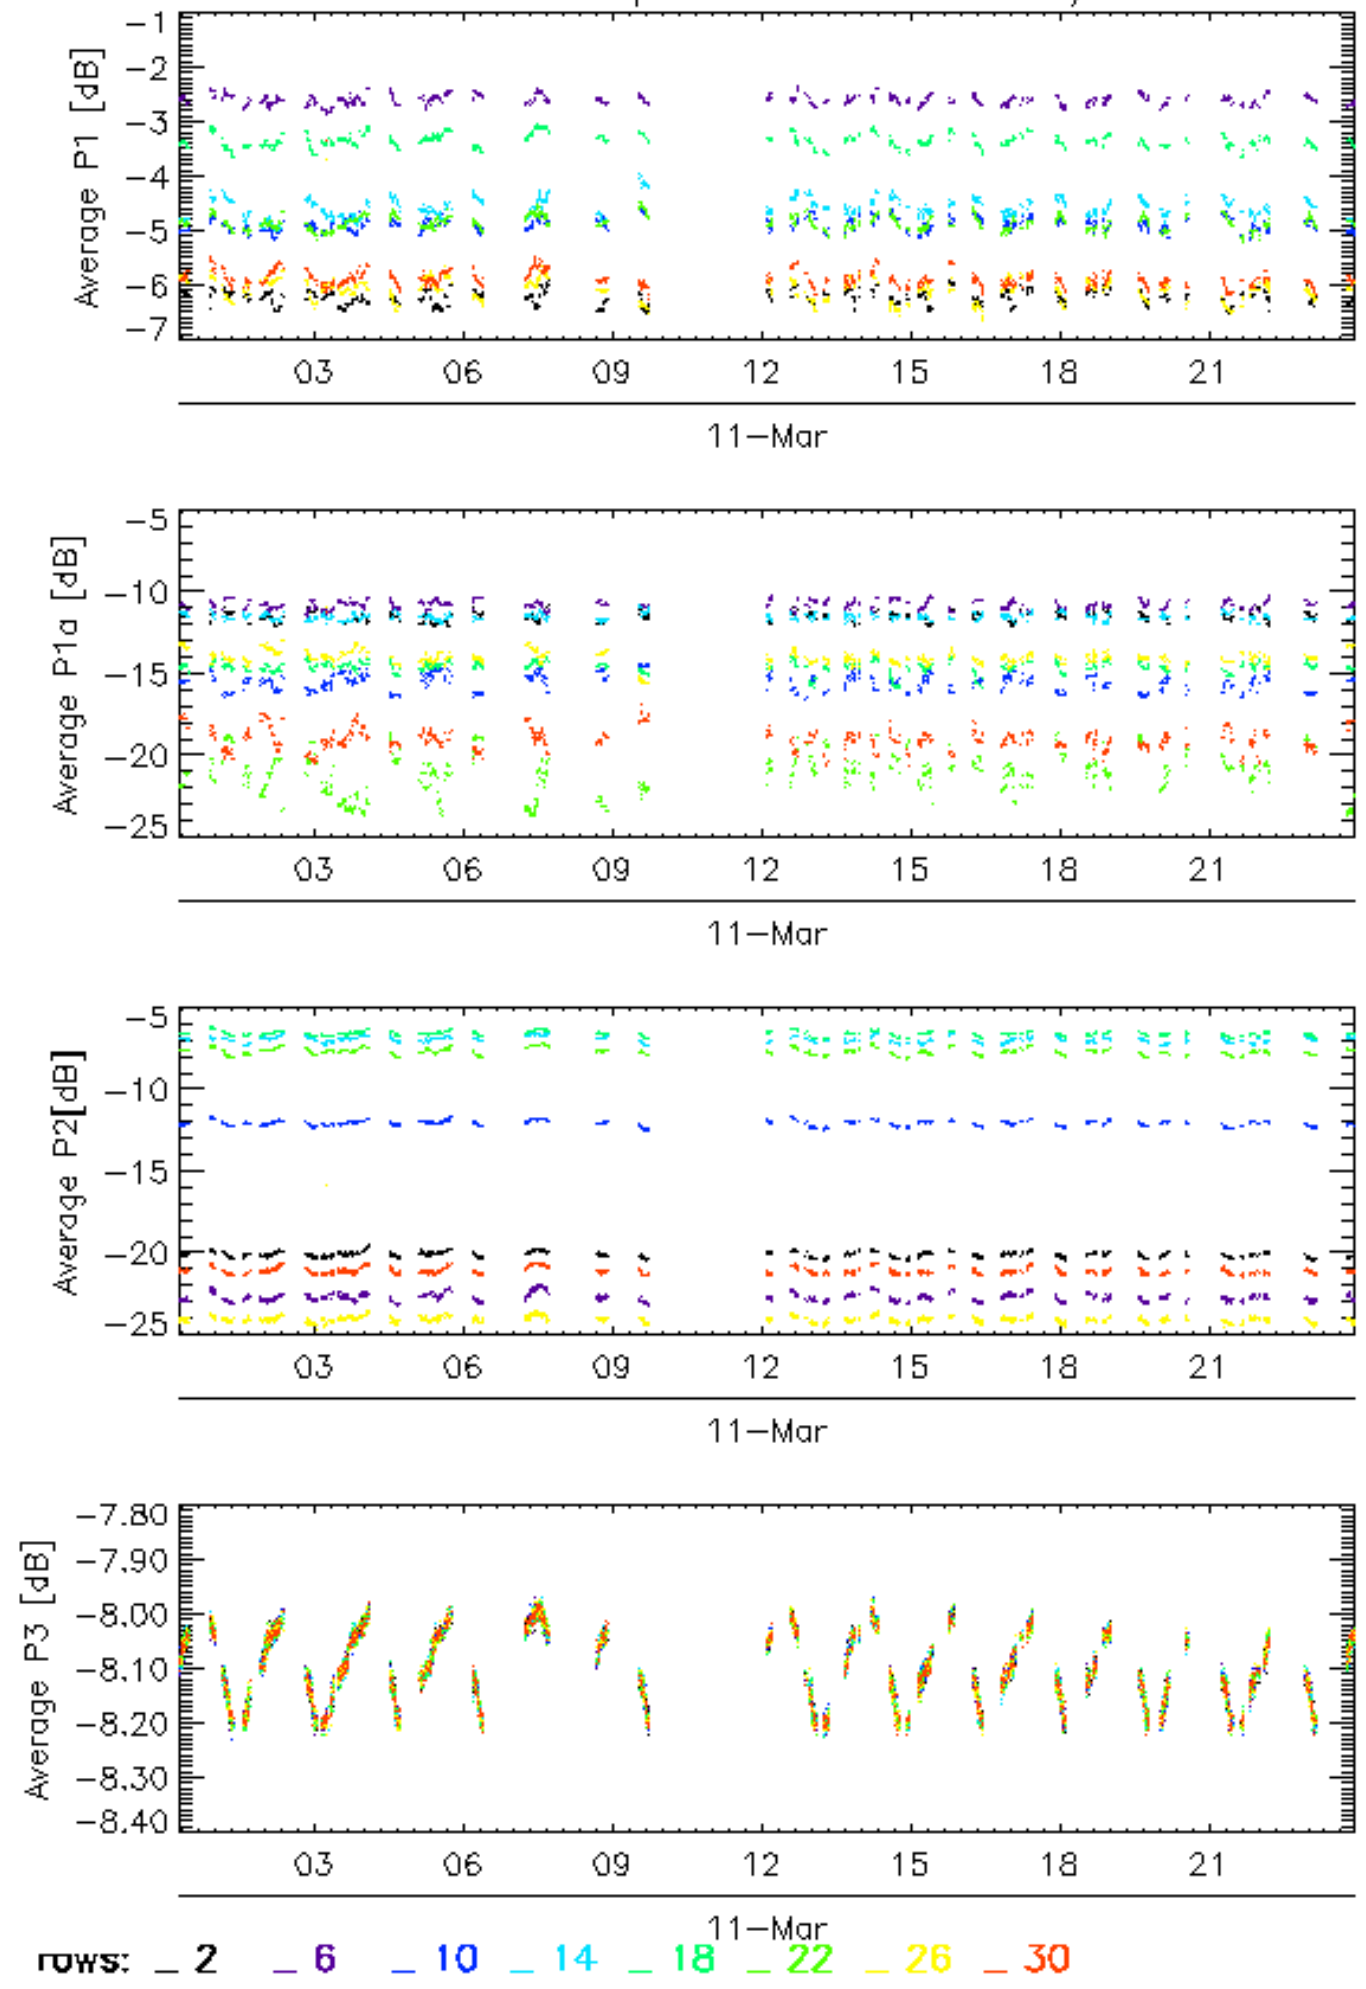 Average P1 [dB]
-1
-2
-3
-4
-5
-6
-7
03 06 09 12 15 18 21
11-Mar
Average P1a [dB]
-5
-10
-15
-20
-25
03 06 09 12 15 18 21
11-Mar
Average P2[dB]
-5
-10
-15
-20
-25
03 06 09 12 15 18 21
11-Mar
Average P3 [dB]
-7.80
-7.90
-8.00
-8.10
-8.20
-8.30
-8.40
03 06 09 12 15 18 21
11-Mar
rows: _ 2 _ 6 _ 10 _ 14 _ 18 _ 22 _ 26 _ 30